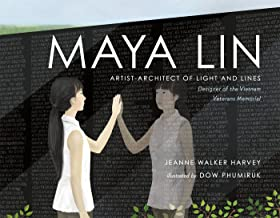 MAYA LIN
ARTIST-ARCHITECT OF LIGHT AND LINES
Designer of the Vietnam
Veterans Memorial
JEANNE WALKER HARVEY
illustrated by DOW PHUMIRUK